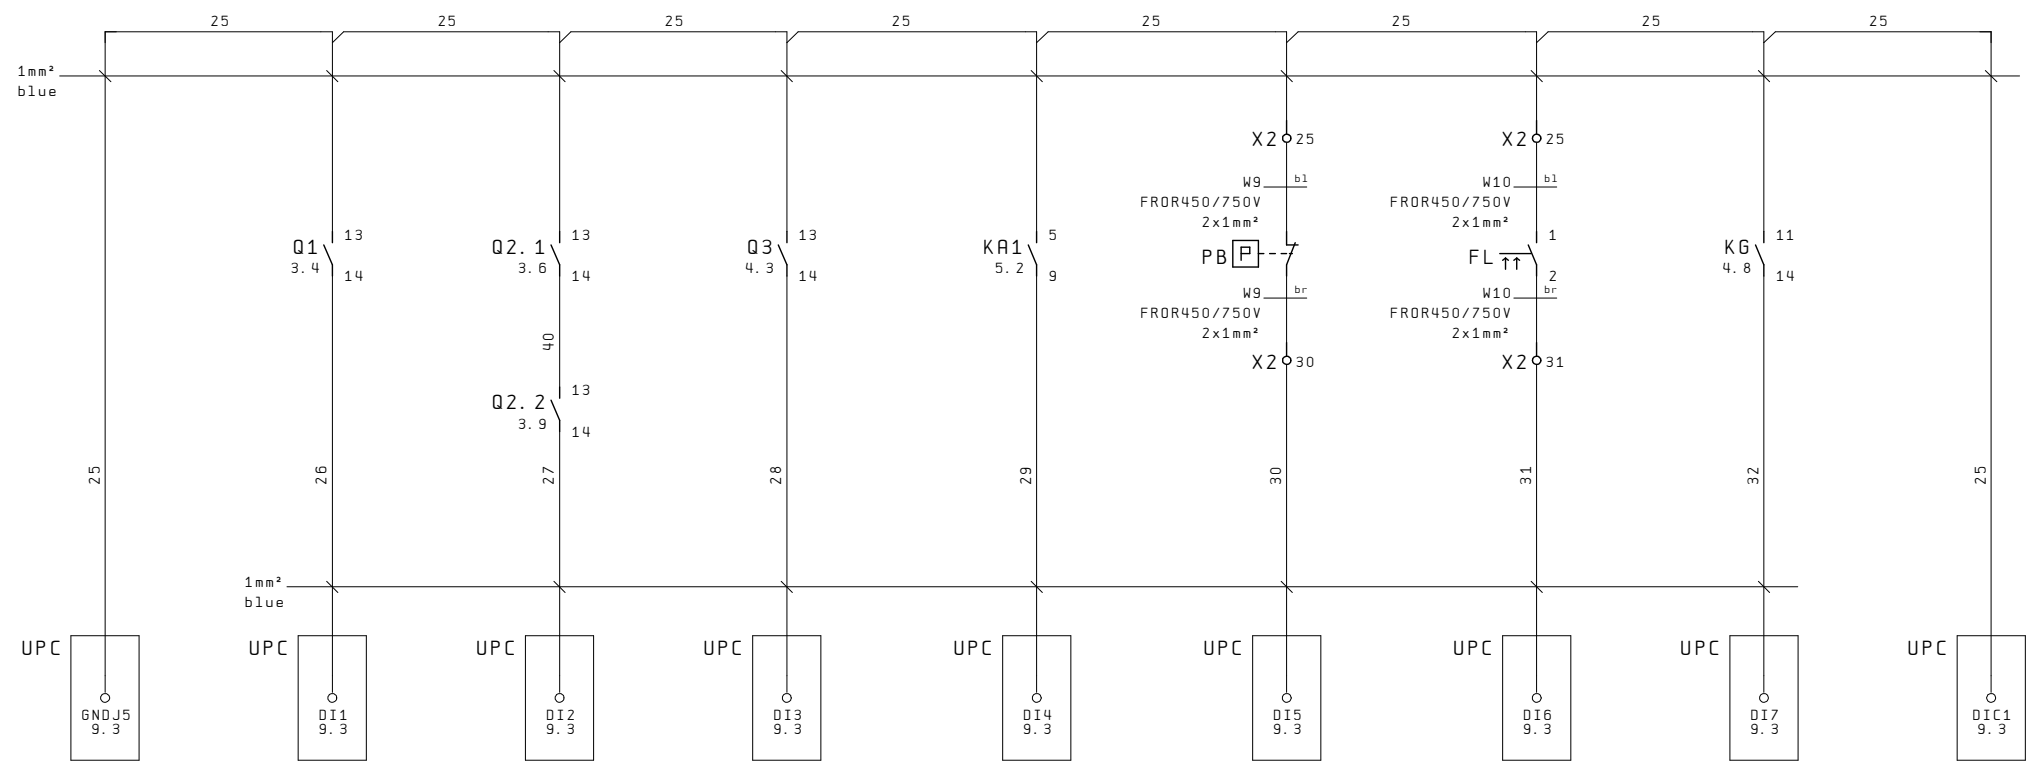 25 25 25 25 25 25 25 25
1mm²
blue
X2 25 X2 25
W9 bl W10 bl
FROR450/750V FROR450/750V
2x1mm² 2x1mm²
13 13 13 5 1 11
Q1 Q2.1 Q3 KA1 PB P FL KG
3.4 3.6 4.3 5.2 4.8
14 14 14 9 2 14
W9 br W10 br
FROR450/750V FROR450/750V
2x1mm² 2x1mm²
40
X2 30 X2 31
13
Q2.2
3.9
14
25 26 27 28 29 30 31 32 25
1mm²
blue
UPC UPC UPC UPC UPC UPC UPC UPC UPC
GNDJ5 DI1 DI2 DI3 DI4 DI5 DI6 DI7 DIC1
9.3 9.3 9.3 9.3 9.3 9.3 9.3 9.3 9.3